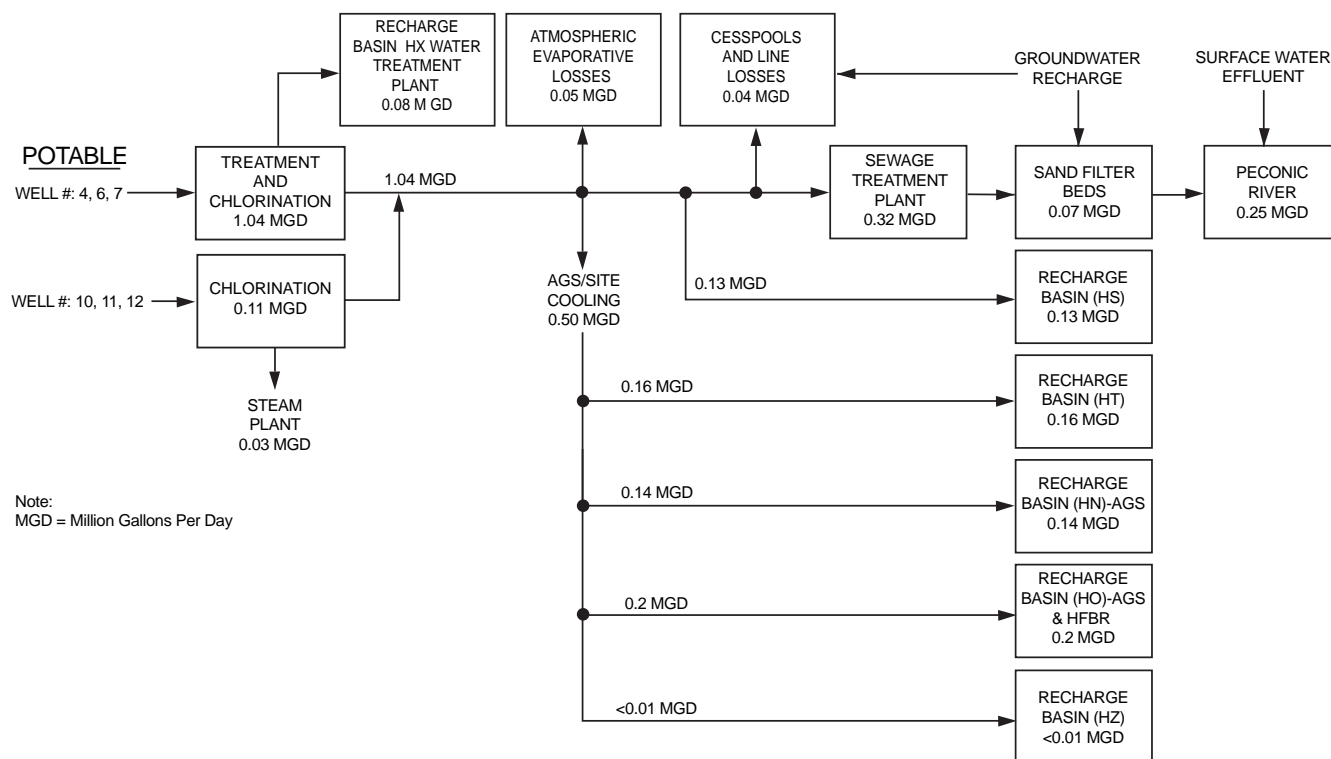 RECHARGE
BASIN HX WATER
TREATMENT
PLANT
0.08 M GD
ATMOSPHERIC
EVAPORATIVE
LOSSES
0.05 MGD
CESSPOOLS
AND LINE
LOSSES
0.04 MGD
GROUNDWATER
RECHARGE
SURFACE WATER
EFFLUENT
POTABLE
WELL #: 4, 6, 7
TREATMENT
AND
CHLORINATION
1.04 MGD
1.04 MGD
SEWAGE
TREATMENT
PLANT
0.32 MGD
SAND FILTER
BEDS
0.07 MGD
PECONIC
RIVER
0.25 MGD
WELL #: 10, 11, 12
CHLORINATION
0.11 MGD
AGS/SITE
COOLING
0.50 MGD
0.13 MGD
RECHARGE
BASIN (HS)
0.13 MGD
STEAM
PLANT
0.03 MGD
0.16 MGD
RECHARGE
BASIN (HT)
0.16 MGD
Note:
MGD = Million Gallons Per Day
0.14 MGD
RECHARGE
BASIN (HN)-AGS
0.14 MGD
0.2 MGD
RECHARGE
BASIN (HO)-AGS
& HFBR
0.2 MGD
<0.01 MGD
RECHARGE
BASIN (HZ)
<0.01 MGD